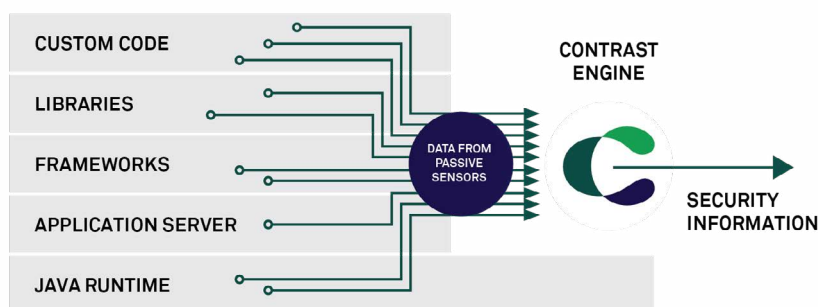 CUSTOM CODE
LIBRARIES
FRAMEWORKS
APPLICATION SERVER
JAVA RUNTIME
DATA FROM
PASSIVE
SENSORS
CONTRAST
ENGINE
SECURITY
INFORMATION